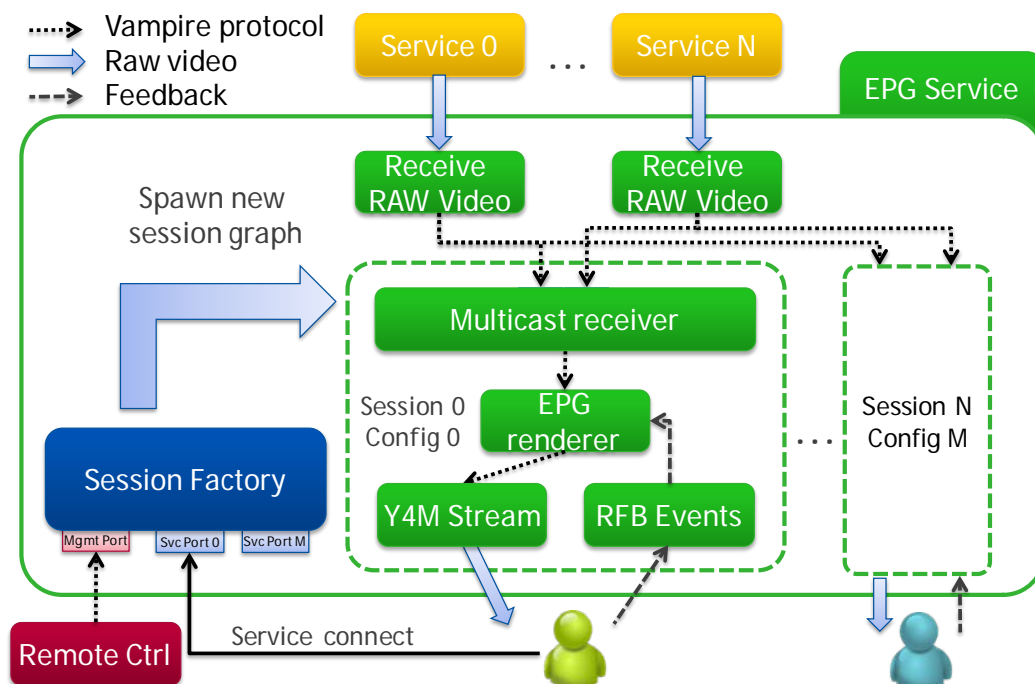 Vampire protocol
Raw video
Feedback
Service 0
...
Service N
EPG Service
Receive
RAW Video
Receive
RAW Video
Spawn new
session graph
Multicast receiver
Session 0
Config 0
EPG
renderer
...
Session N
Config M
Session Factory
Y4M Stream
RFB Events
Mgmt Port
Svc Port 0
Svc Port M
Remote Ctrl
Service connect